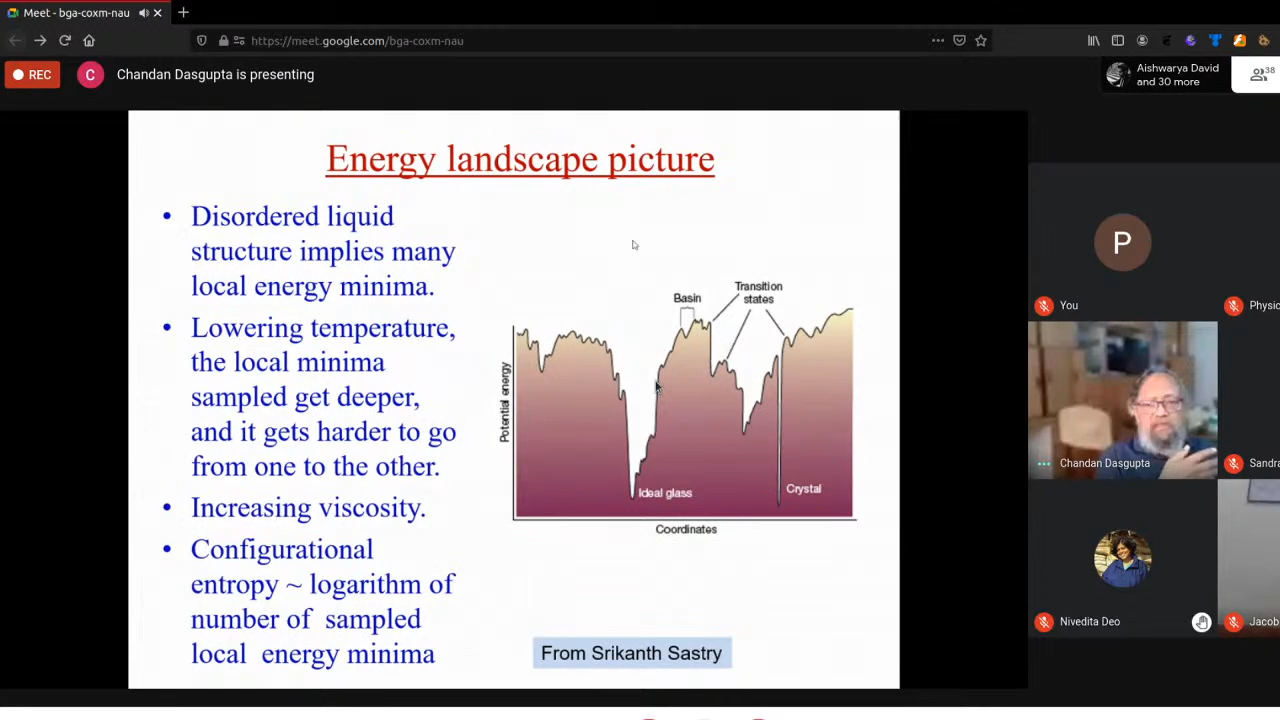 Meet - bga-coxm-nau
https://meet.google.com/bga-coxm-nau
REC
C
Chandan Dasgupta is presenting
Aishwarya David
and 30 more
38
Energy landscape picture
• Disordered liquid
structure implies many
local energy minima.
• Lowering temperature,
the local minima
sampled get deeper,
and it gets harder to go
from one to the other.
• Increasing viscosity.
• Configurational
entropy ~ logarithm of
number of sampled
local energy minima
Basin
Transition
states
Potential energy
Ideal glass
Crystal
Coordinates
From Srikanth Sastry
P
You
Physic
Chandan Dasgupta
Sandra
Nivedita Deo
Jacob